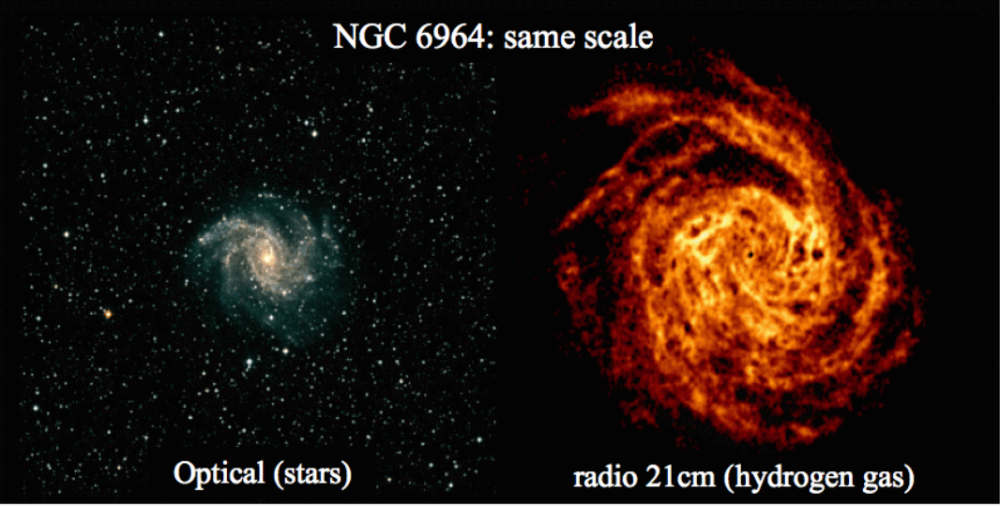 NGC 6964: same scale
Optical (stars)
radio 21cm (hydrogen gas)